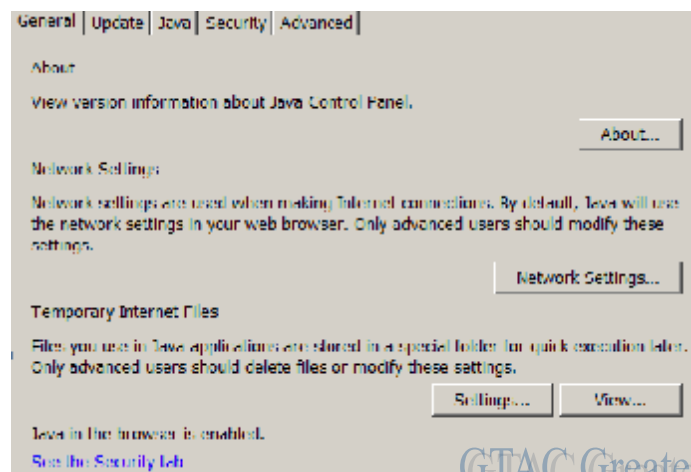 General Update Java Security Advanced
About
View version information about Java Control Panel.
About...
Network Settings
Network settings are used when making Internet connections. By default, Java will use
the network settings in your web browser. Only advanced users should modify these
settings.
Network Settings...
Temporary Internet Files
Files you use in Java applications are stored in a special folder for quick execution later.
Only advanced users should delete files or modify these settings.
Settings... View...
Java in the browser is enabled.
See the Security tab
GTAC Create